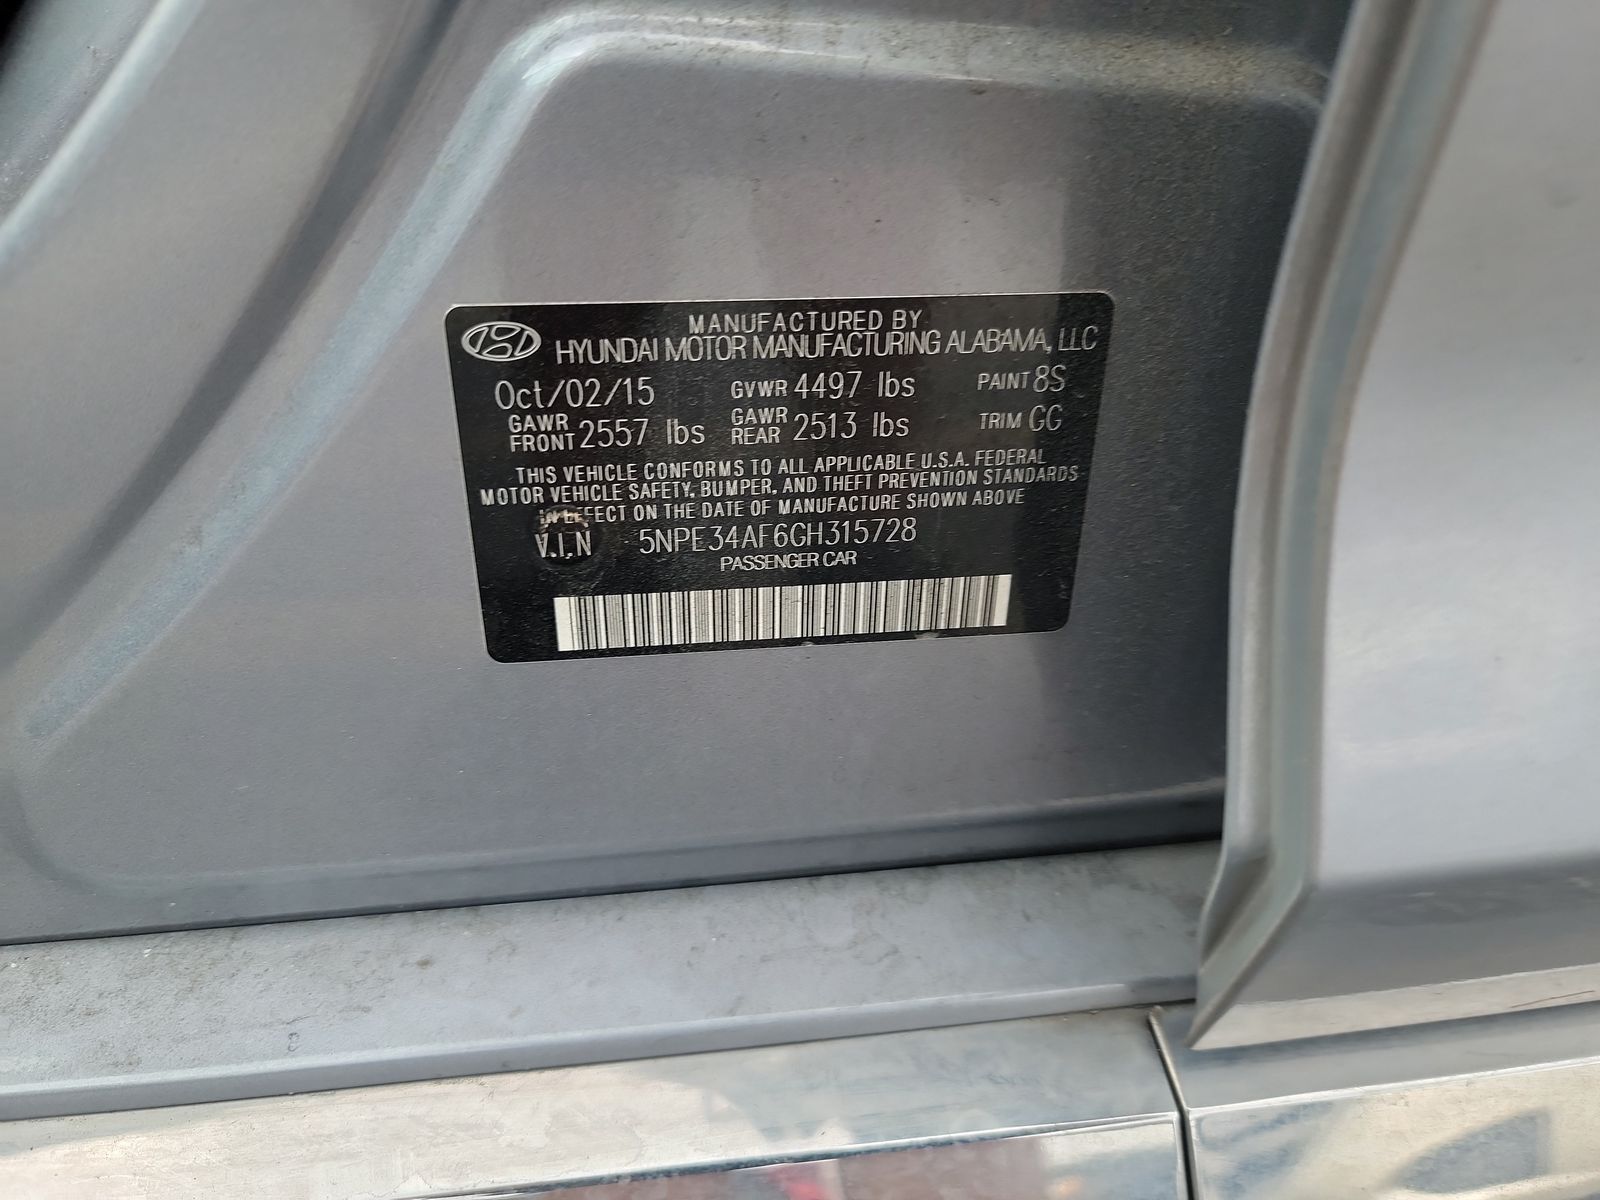 MANUFACTURED BY
HYUNDAI MOTOR MANUFACTURING ALABAMA, LLC
Oct/02/15 GVWR 4497 lbs PAINT 8S
GAWR FRONT 2557 lbs GAWR REAR 2513 lbs TRIM GG
THIS VEHICLE CONFORMS TO ALL APPLICABLE U.S.A. FEDERAL
MOTOR VEHICLE SAFETY, BUMPER, AND THEFT PREVENTION STANDARDS
IN EFFECT ON THE DATE OF MANUFACTURE SHOWN ABOVE
V.I.N 5NPE34AF6GH315728
PASSENGER CAR